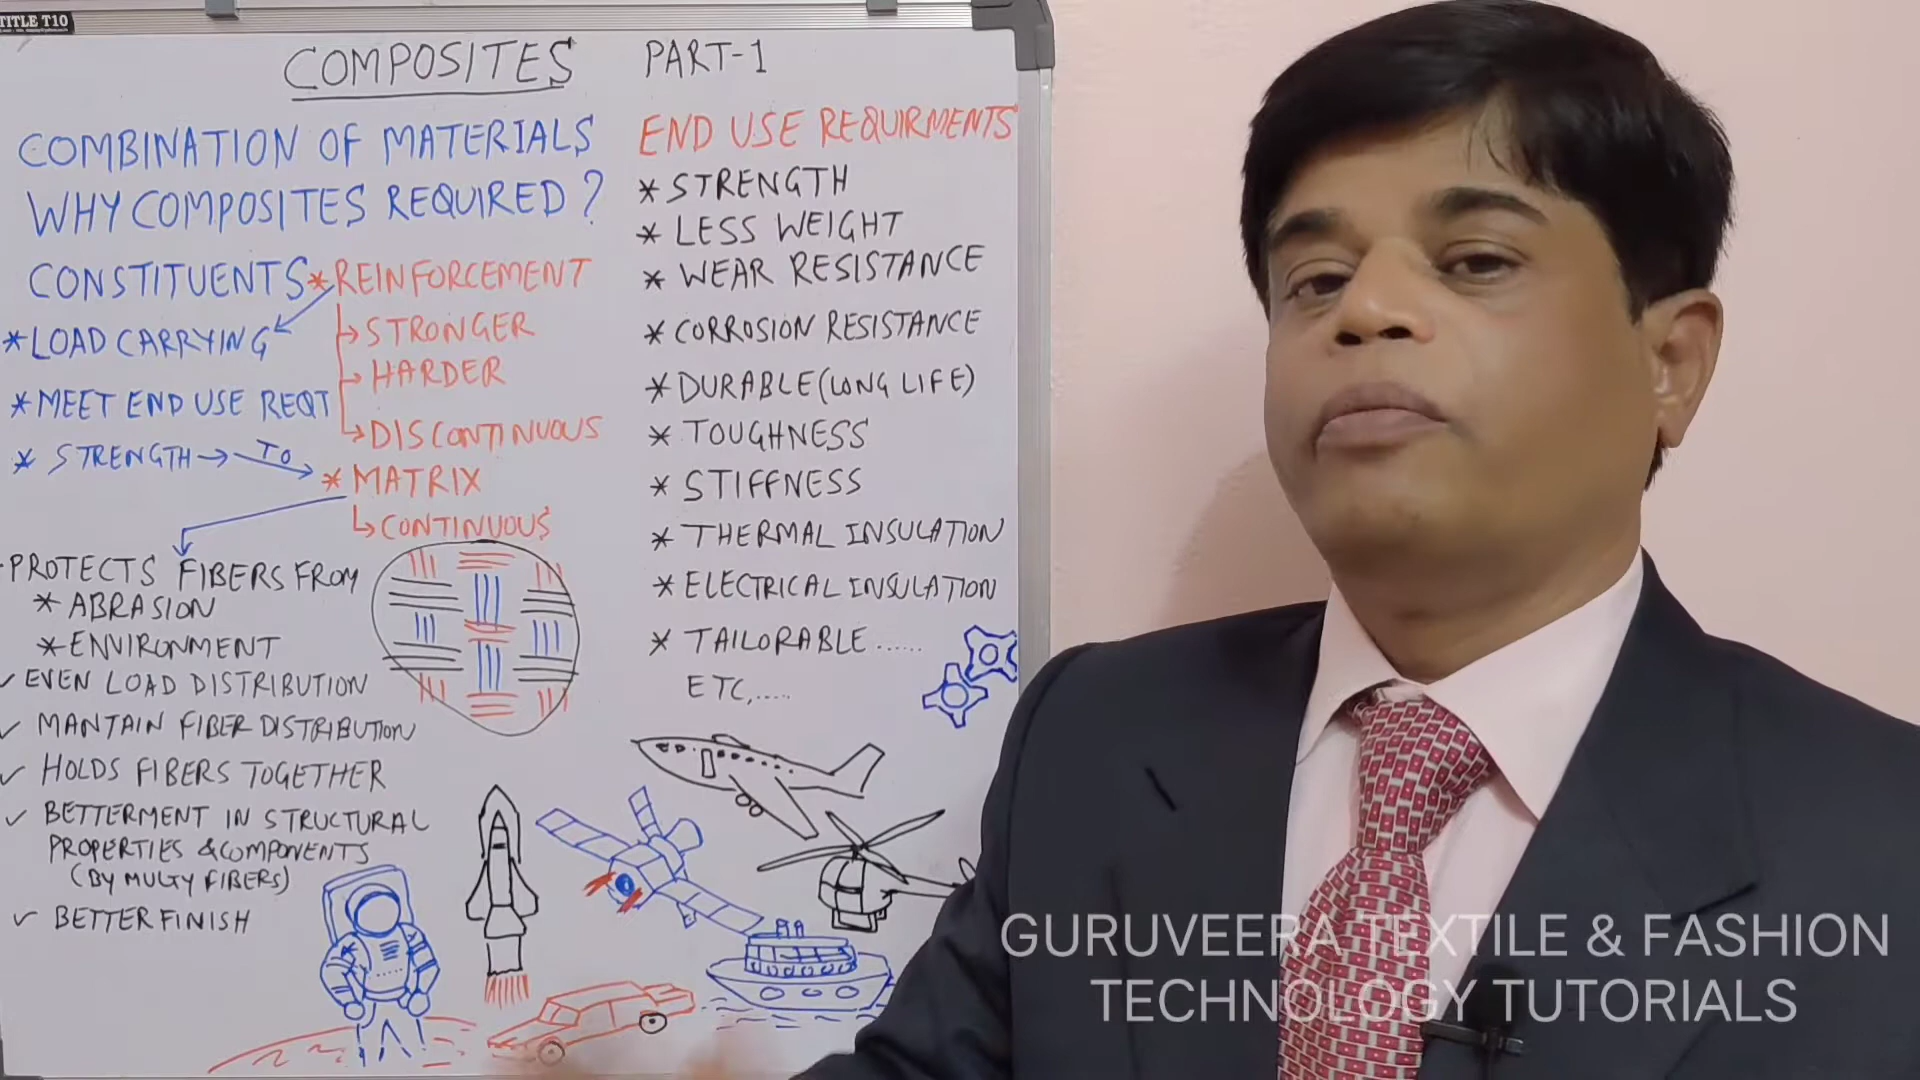 TITLE T10
COMPOSITES PART-1
COMBINATION OF MATERIALS
WHY COMPOSITES REQUIRED ?
CONSTITUENTS * REINFORCEMENT
* LOAD CARRYING
STRONGER
HARDER
* MEET END USE REQT
DISCONTINUOUS
* STRENGTH → TO
* MATRIX
CONTINUOUS
PROTECTS FIBERS FROM
* ABRASION
* ENVIRONMENT
✓ EVEN LOAD DISTRIBUTION
✓ MANTAIN FIBER DISTRIBUTION
✓ HOLDS FIBERS TOGETHER
✓ BETTERMENT IN STRUCTURAL
PROPERTIES & COMPONENTS
(BY MULTY FIBERS)
✓ BETTER FINISH
END USE REQUIRMENTS
* STRENGTH
* LESS WEIGHT
* WEAR RESISTANCE
* CORROSION RESISTANCE
* DURABLE (LONG LIFE)
* TOUGHNESS
* STIFFNESS
* THERMAL INSULATION
* ELECTRICAL INSULATION
* TAILORABLE ......
ETC,.....
GURUVEERA TEXTILE & FASHION
TECHNOLOGY TUTORIALS